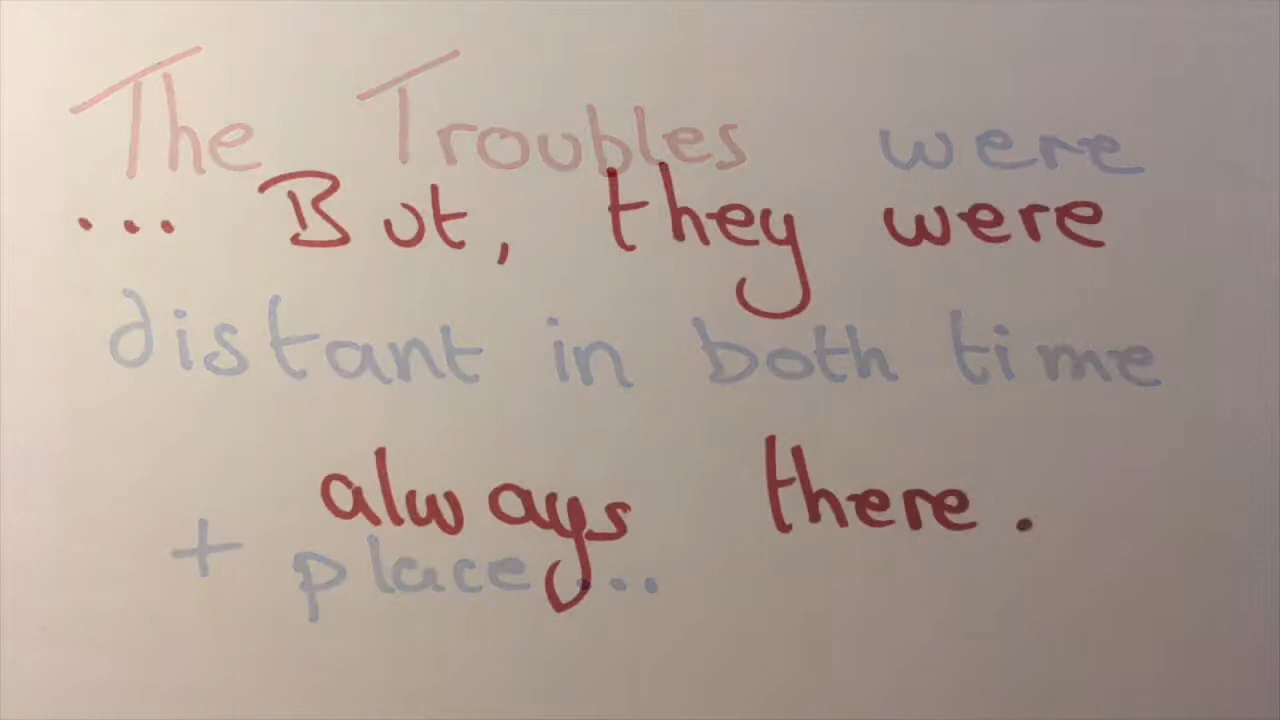 The Troubles were
... But, they were
distant in both time
always there.
+ place...